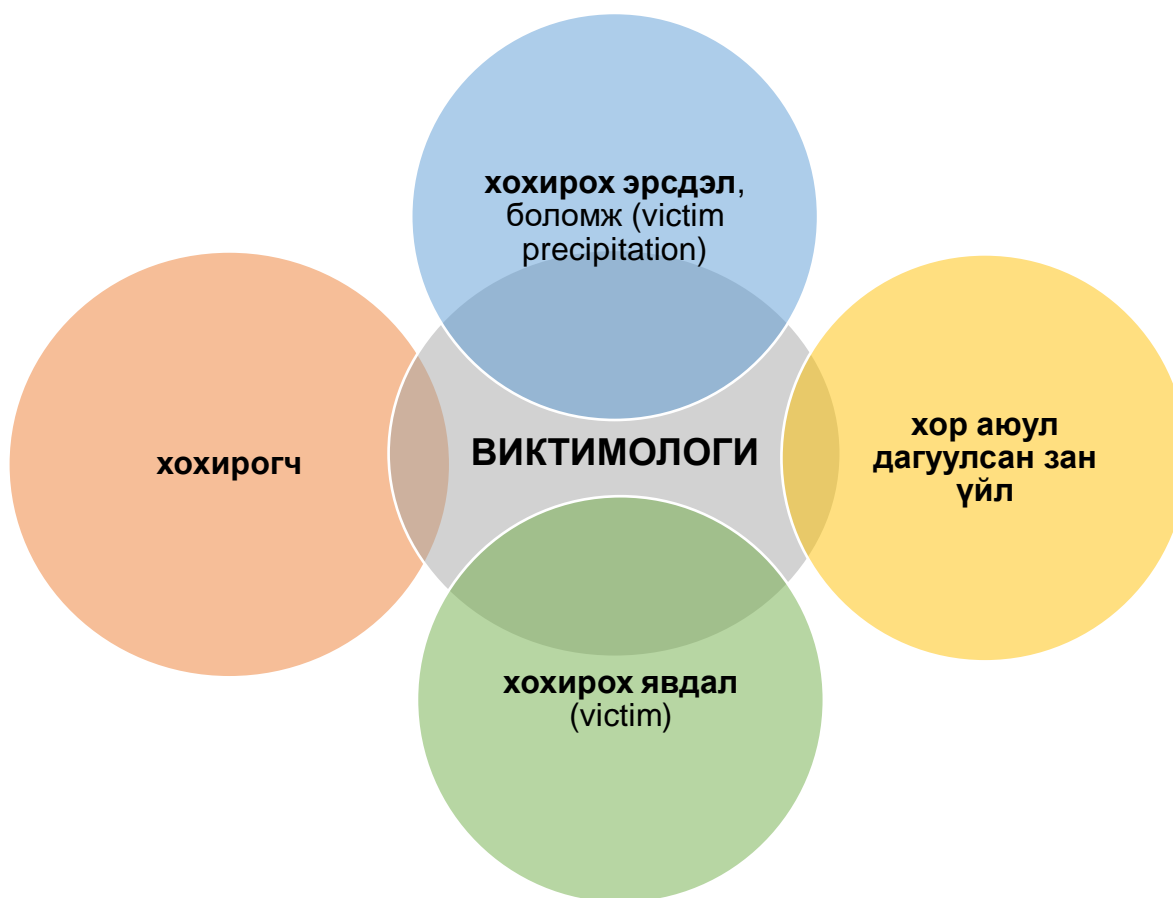 хохирох эрсдэл,
боломж (victim
precipitation)
хохирогч
ВИКТИМОЛОГИ
хор аюул
дагуулсан зан
үйл
хохирох явдал
(victim)